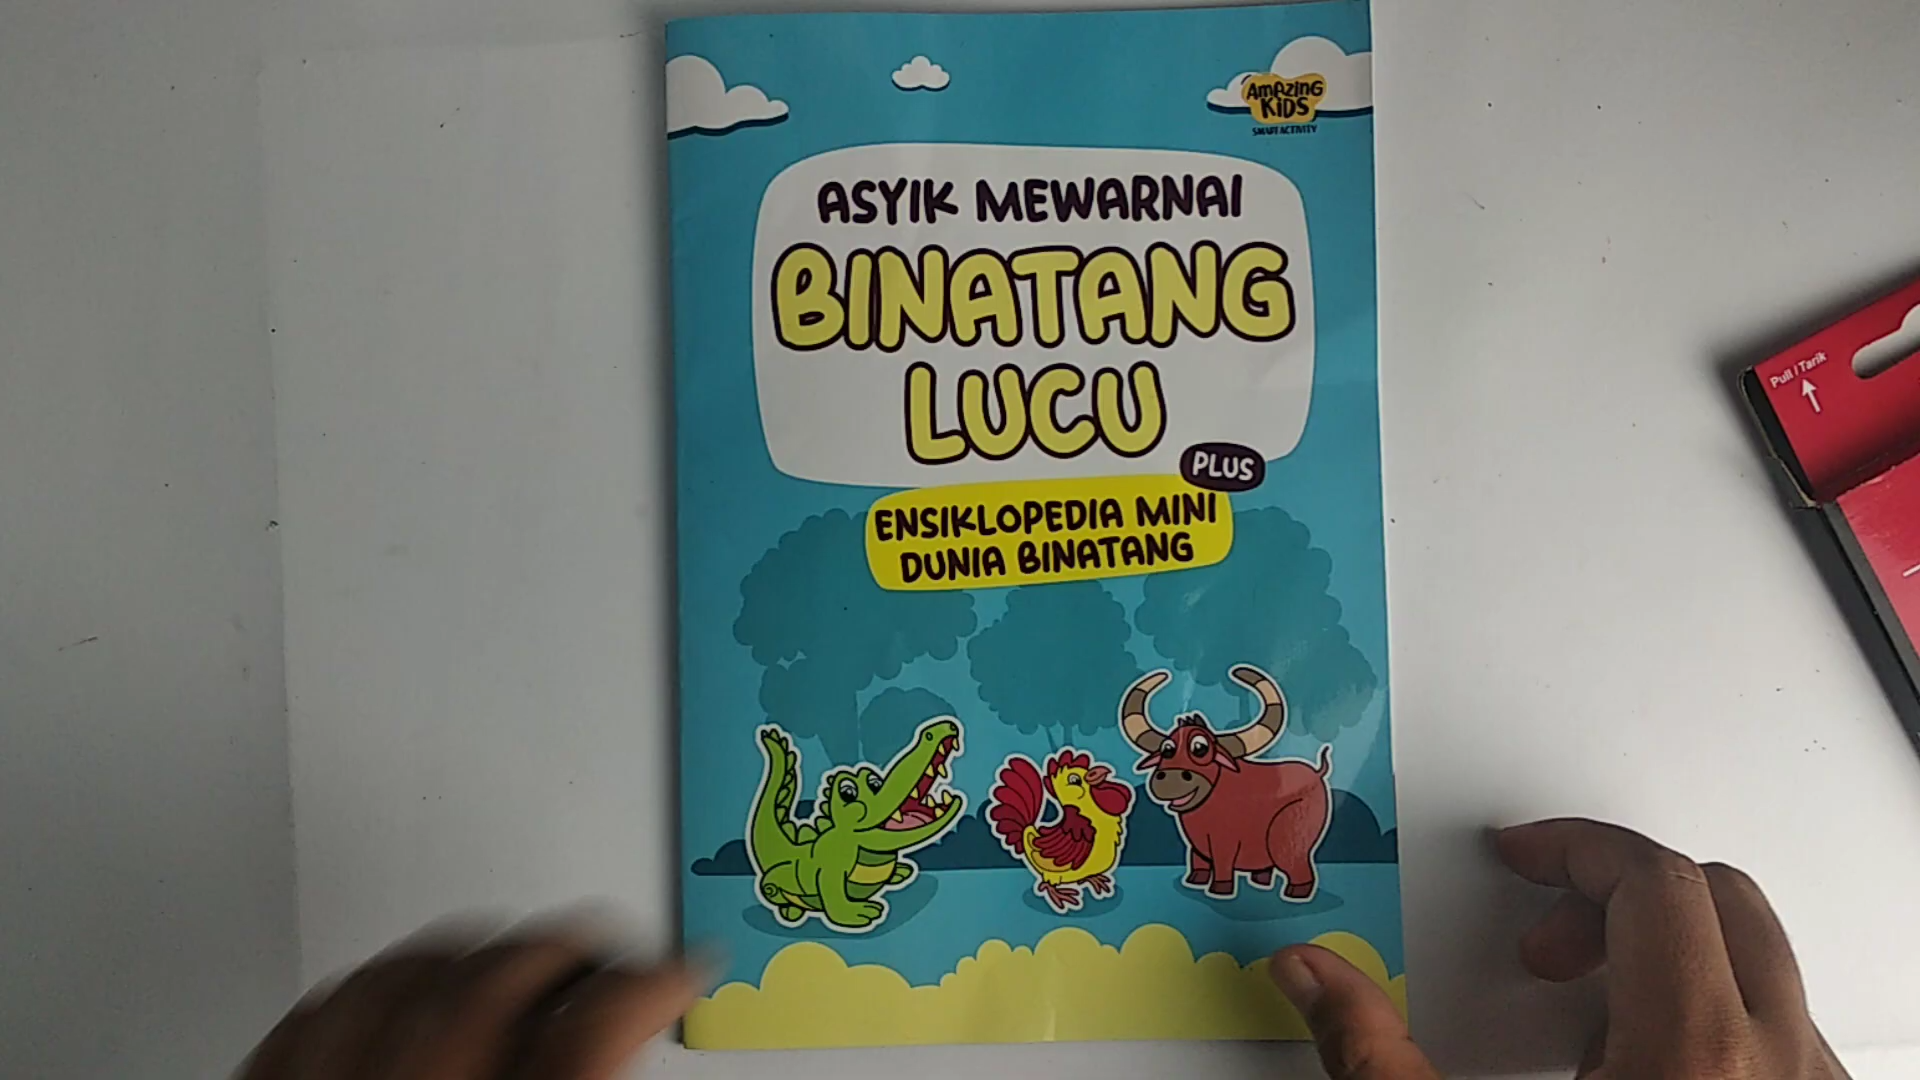 AMAZING
KIDS
SMART ACTIVITY
ASYIK MEWARNAI
BINATANG
LUCU
PLUS
ENSIKLOPEDIA MINI
DUNIA BINATANG
Pull / Tarik